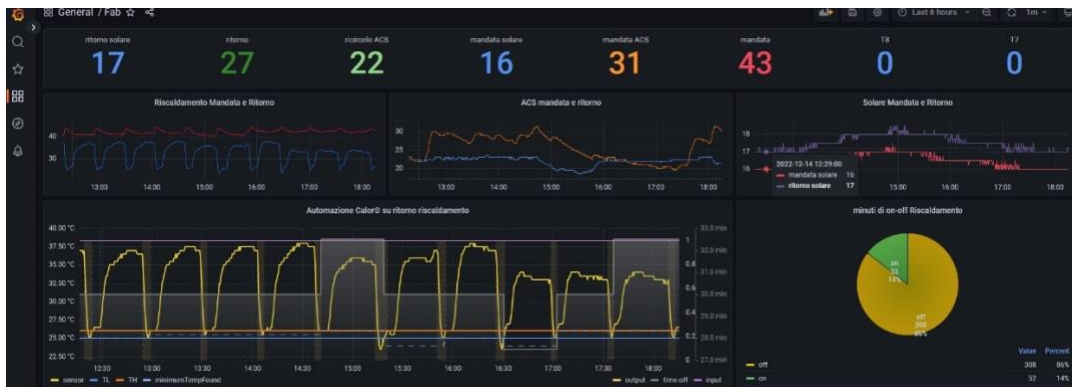 General / Fab
Last 6 hours
1m
ritorno solare
ritorno
ricircolo ACS
mandata solare
mandata ACS
mandata
T8
T7
17
27
22
16
31
43
0
0
Riscaldamento Mandata e Ritorno
40
30
13:00 14:00 15:00 16:00 17:00 18:00
ACS mandata e ritorno
30
25
20
13:00 14:00 15:00 16:00 17:00 18:00
Solare Mandata e Ritorno
18
17
16
2022-12-14 12:29:00
mandata solare 16
ritorno solare 17
15:00 16:00 17:00 18:00
Automazione Calor® su ritorno riscaldamento
40.00 °C
37.50 °C
35.00 °C
32.50 °C
30.00 °C
27.50 °C
25.00 °C
22.50 °C
1
0.8
0.6
0.4
0.2
0
33.0 min
32.0 min
31.0 min
30.0 min
29.0 min
28.0 min
27.0 min
12:30 13:00 13:30 14:00 14:30 15:00 15:30 16:00 16:30 17:00 17:30 18:00
sensor TL TH minimumTempFound
output time off input
minuti di on-off Riscaldamento
on
52
14%
off
308
86%
Value Percent
off 308 86%
on 52 14%